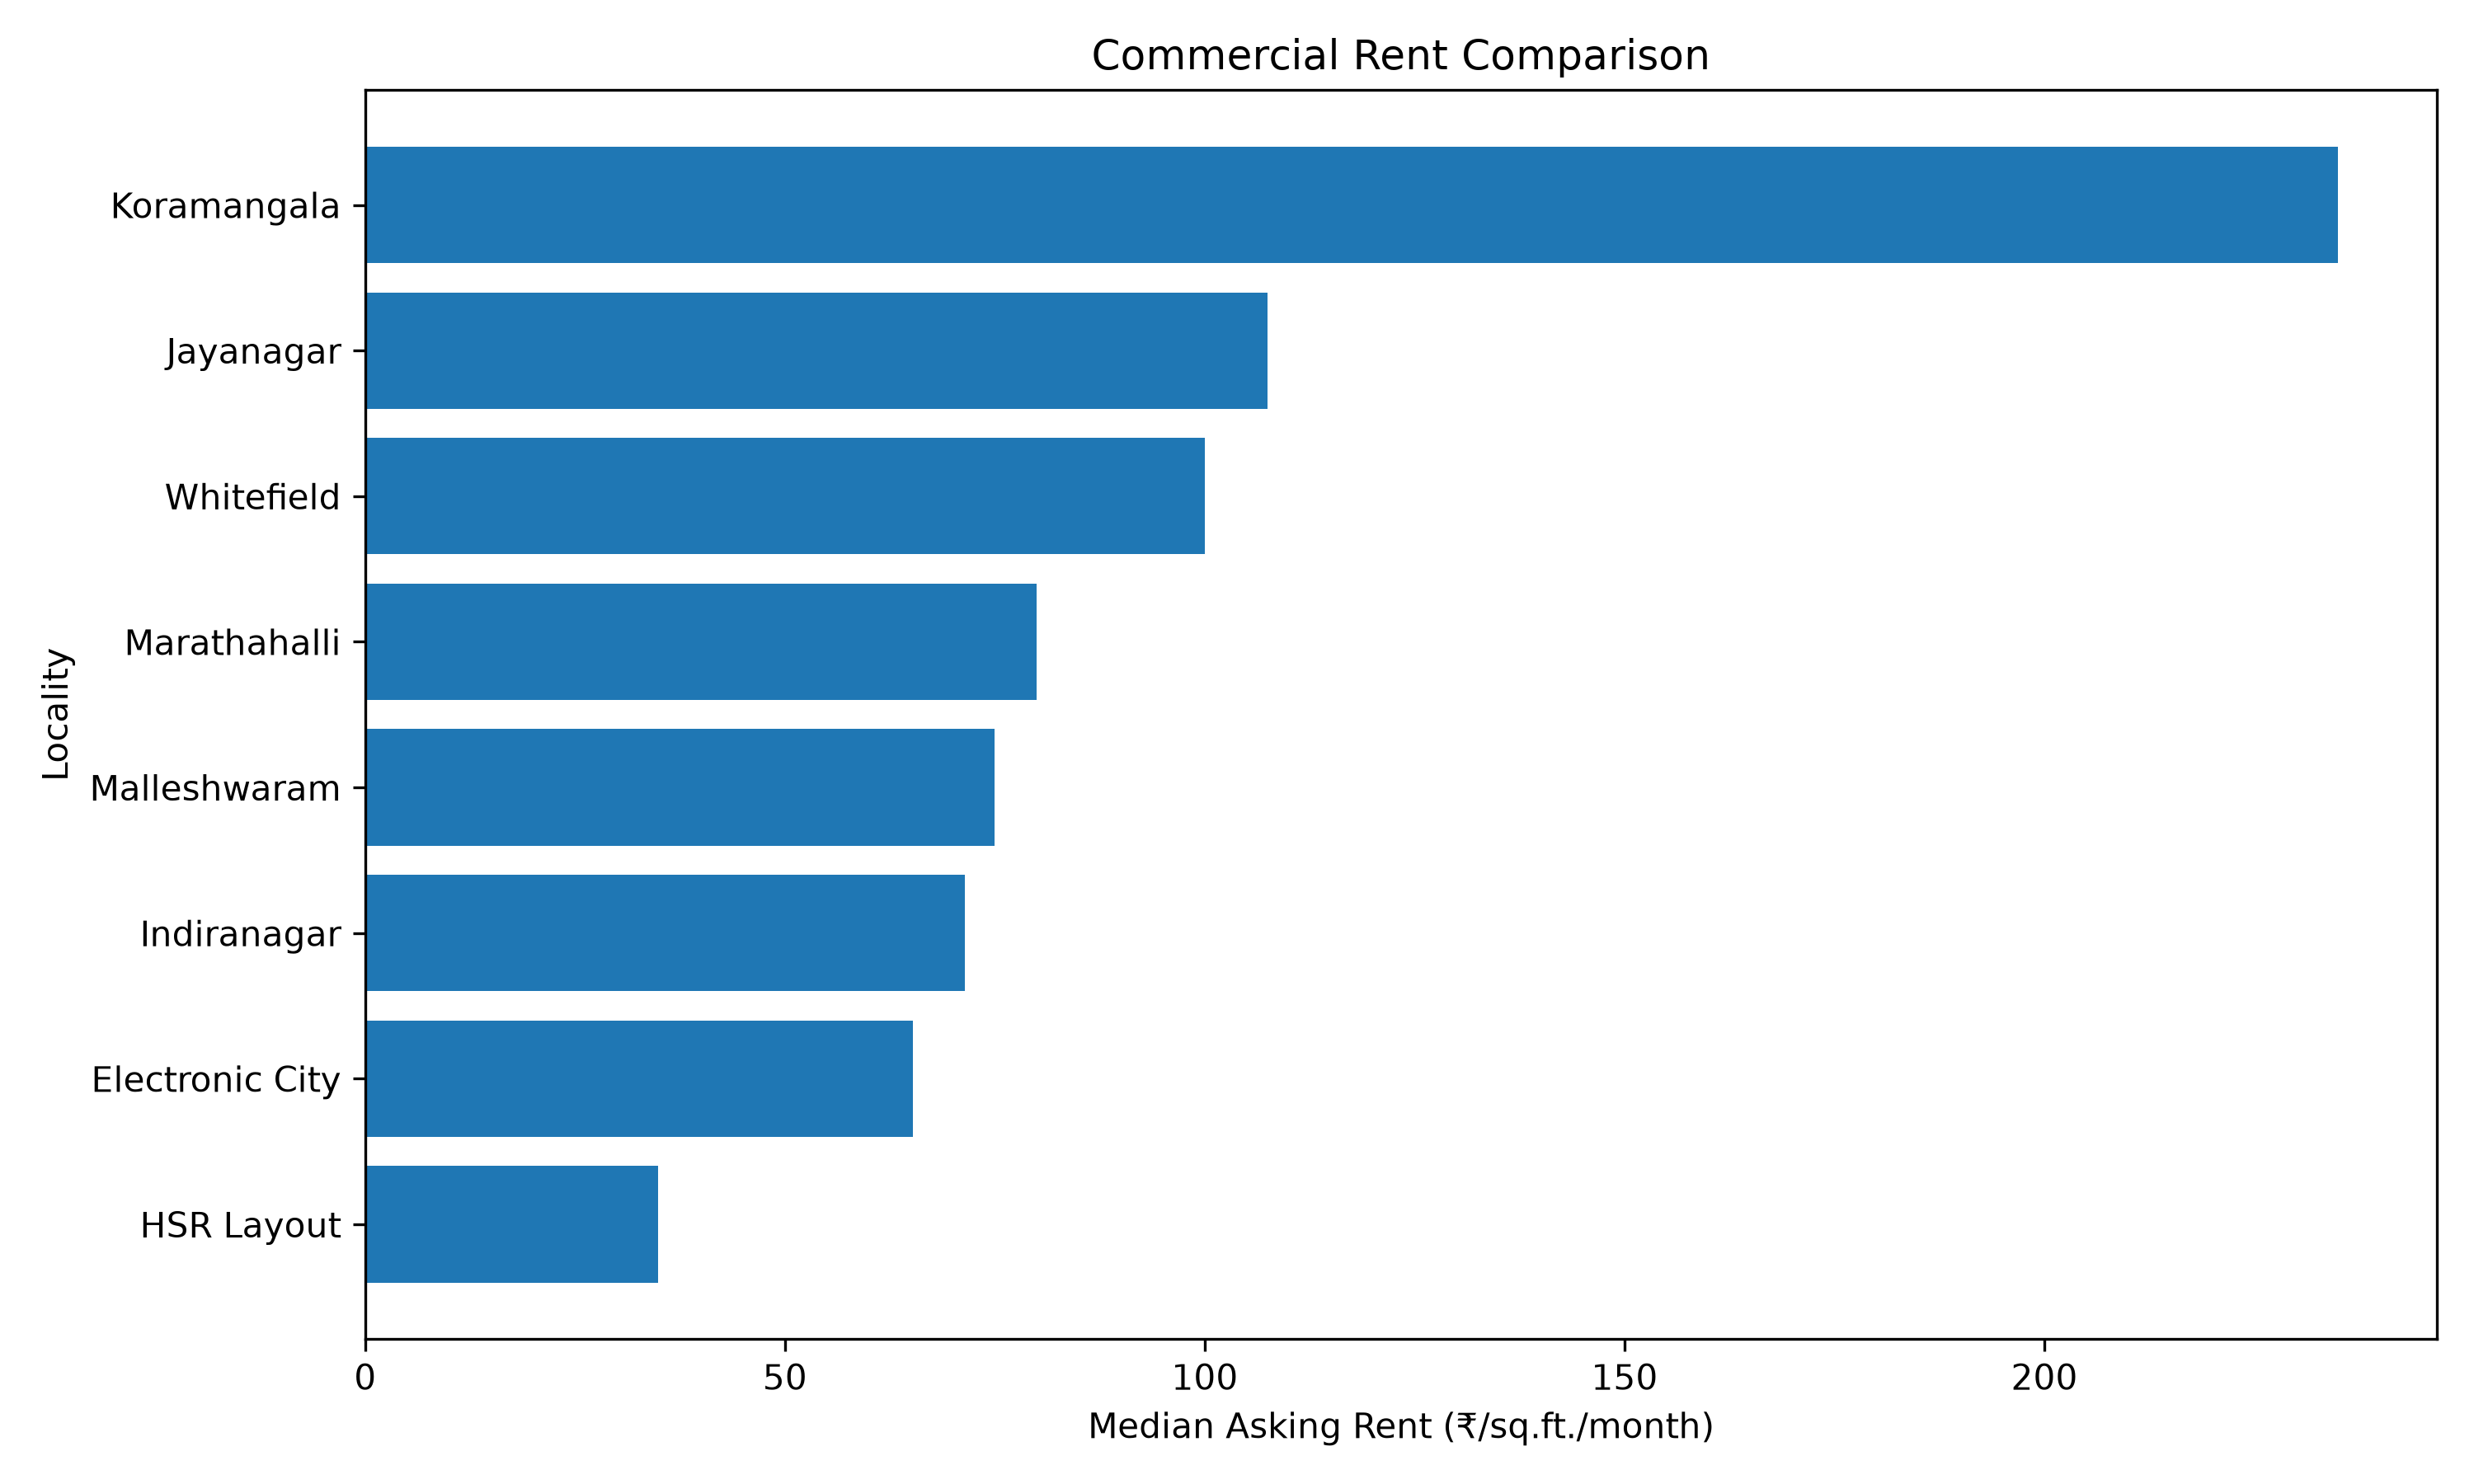 Commercial Rent Comparison
Locality
Koramangala
Jayanagar
Whitefield
Marathahalli
Malleshwaram
Indiranagar
Electronic City
HSR Layout
0 50 100 150 200
Median Asking Rent (₹/sq.ft./month)